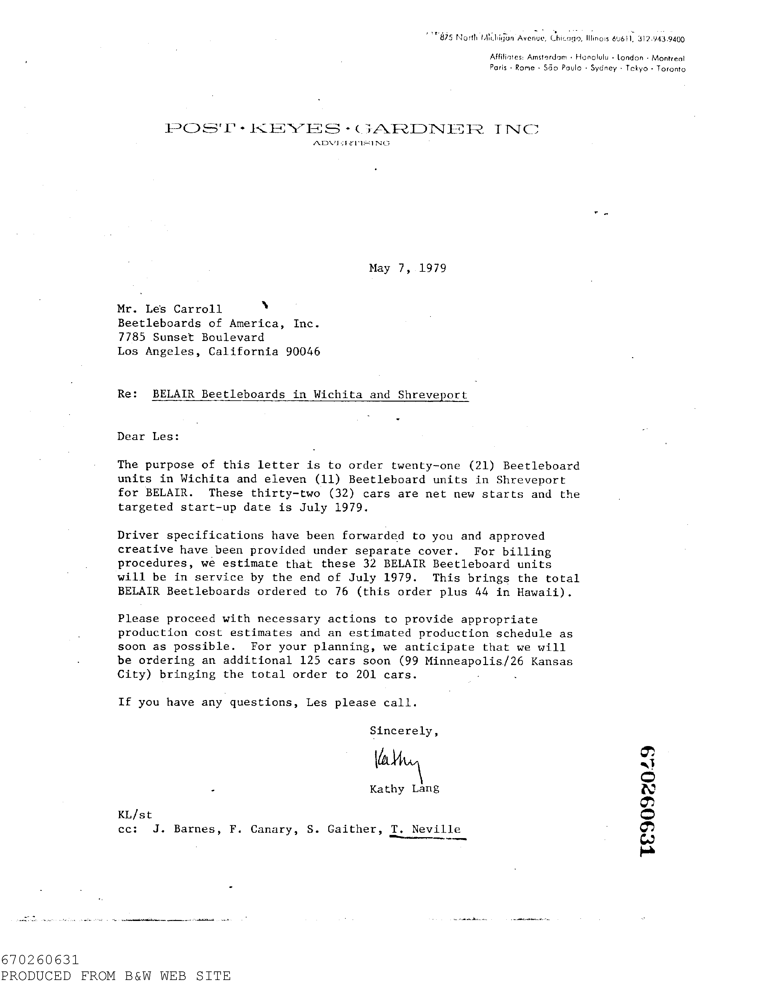 875 North Michigan Avenue, Chicago, Illinois 60611, 312-943-9400
Affiliates: Amsterdam · Honolulu · London · Montreal
Paris · Rome · São Paulo · Sydney · Tokyo · Toronto
POST · KEYES · GARDNER INC
ADVERTISING
May 7, 1979
Mr. Les Carroll
Beetleboards of America, Inc.
7785 Sunset Boulevard
Los Angeles, California 90046
Re: BELAIR Beetleboards in Wichita and Shreveport
Dear Les:
The purpose of this letter is to order twenty-one (21) Beetleboard
units in Wichita and eleven (11) Beetleboard units in Shreveport
for BELAIR. These thirty-two (32) cars are net new starts and the
targeted start-up date is July 1979.
Driver specifications have been forwarded to you and approved
creative have been provided under separate cover. For billing
procedures, we estimate that these 32 BELAIR Beetleboard units
will be in service by the end of July 1979. This brings the total
BELAIR Beetleboards ordered to 76 (this order plus 44 in Hawaii).
Please proceed with necessary actions to provide appropriate
production cost estimates and an estimated production schedule as
soon as possible. For your planning, we anticipate that we will
be ordering an additional 125 cars soon (99 Minneapolis/26 Kansas
City) bringing the total order to 201 cars.
If you have any questions, Les please call.
Sincerely,
Kathy
Kathy Lang
KL/st
cc: J. Barnes, F. Canary, S. Gaither, T. Neville
670260631
670260631
PRODUCED FROM B&W WEB SITE